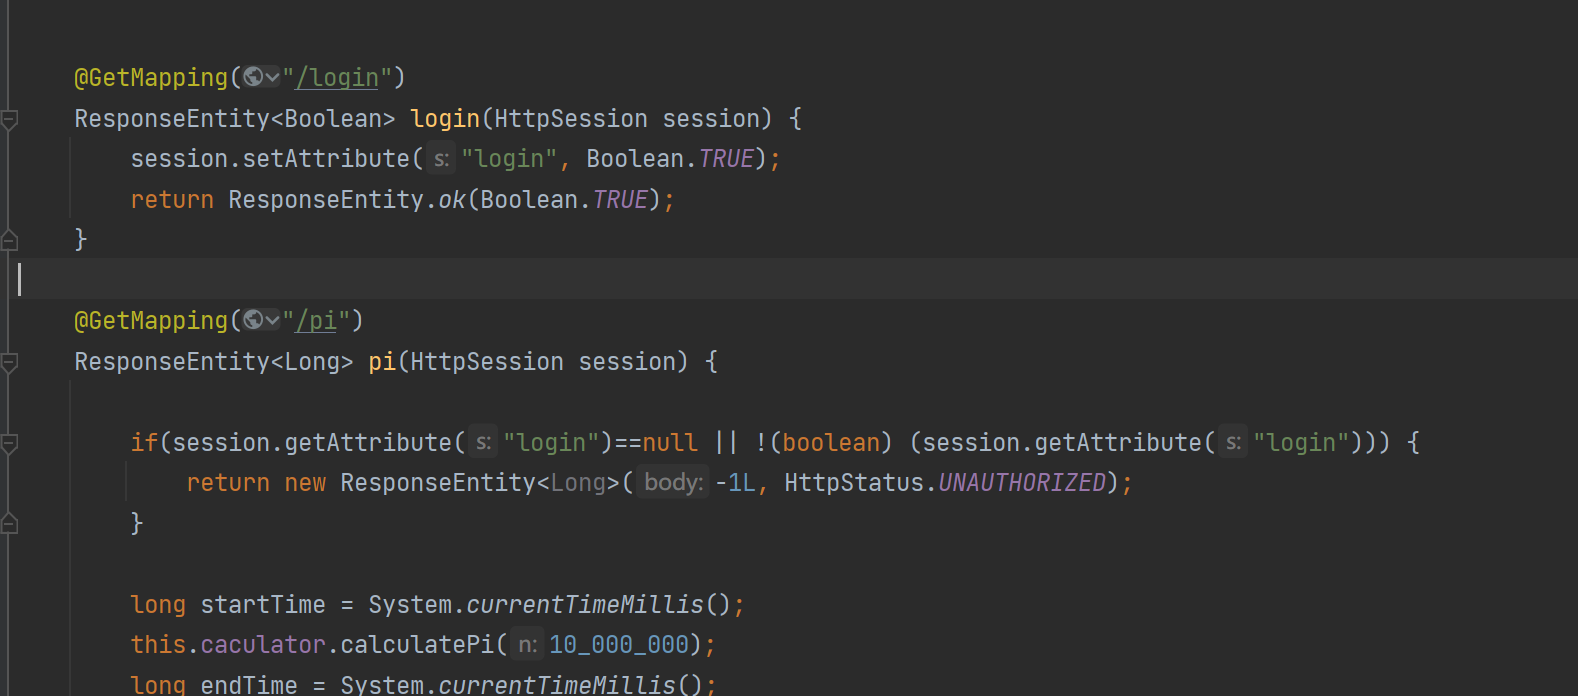 @GetMapping("/login")
ResponseEntity<Boolean> login(HttpSession session) {
session.setAttribute( s: "login", Boolean.TRUE);
return ResponseEntity.ok(Boolean.TRUE);
}
@GetMapping("/pi")
ResponseEntity<Long> pi(HttpSession session) {
if(session.getAttribute( s: "login")==null || !(boolean) (session.getAttribute( s: "login"))) {
return new ResponseEntity<Long>( body: -1L, HttpStatus.UNAUTHORIZED);
}
long startTime = System.currentTimeMillis();
this.caculator.calculatePi( n: 10_000_000);
long endTime = System.currentTimeMillis();